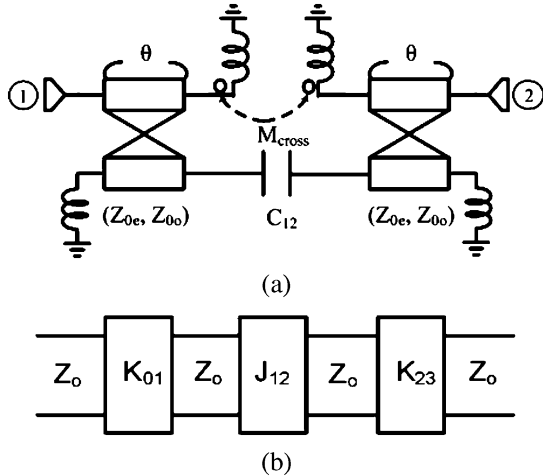 θ θ
1 2
M_cross
(Z_0e, Z_0o) C_12 (Z_0e, Z_0o)
(a)
Z_o K_01 Z_o J_12 Z_o K_23 Z_o
(b)